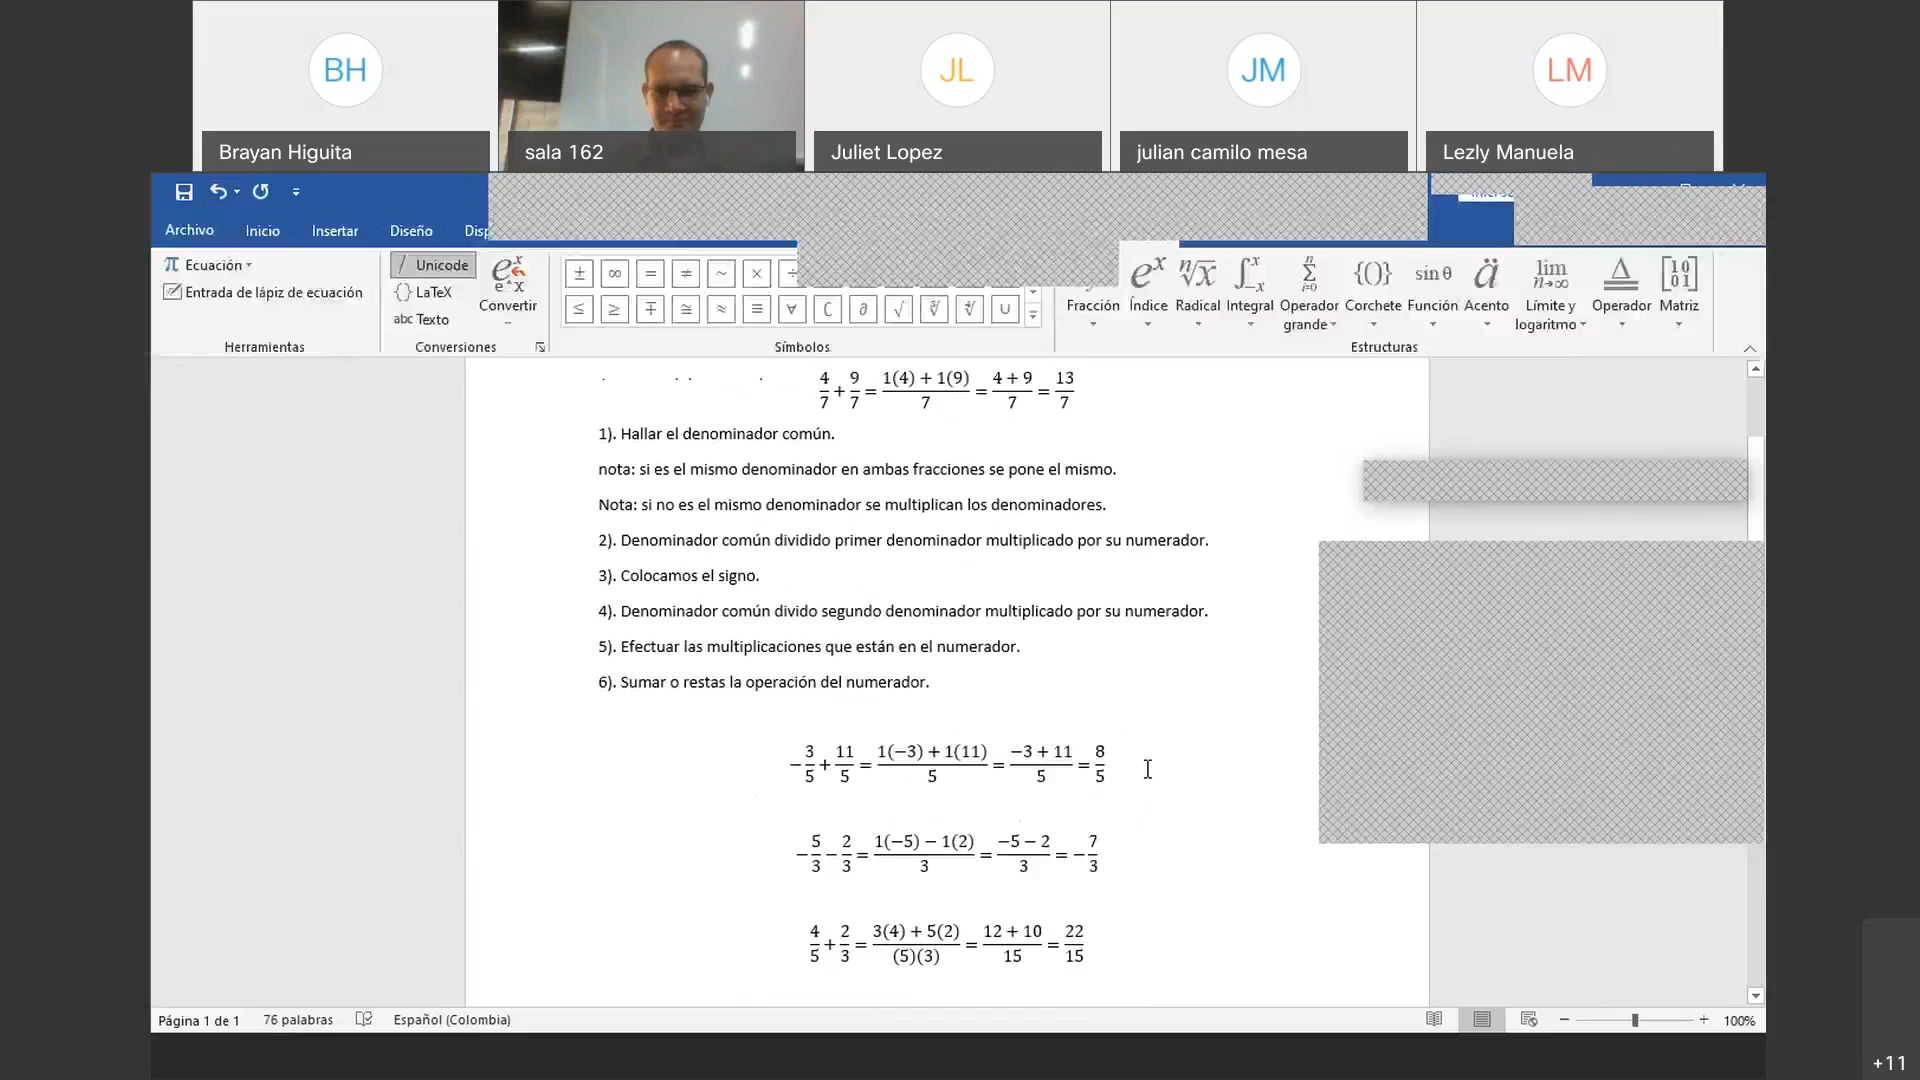 BH
JL
JM
LM
Brayan Higuita
sala 162
Juliet Lopez
julian camilo mesa
Lezly Manuela
Archivo Inicio Insertar Diseño
π Ecuación
Entrada de lápiz de ecuación
Herramientas
Unicode
{} LaTeX
abc Texto
Convertir
Conversiones
± ∞ = ≠ ~ × ÷
≤ ≥ ∓ ≅ ≈ ≡ ∀ ∁ ∂ √ ∛ ∜ ∪
Símbolos
Fracción Índice Radical Integral Operador grande Corchete Función Acento Límite y logaritmo Operador Matriz
Estructuras
4/7 + 9/7 = (1(4) + 1(9))/7 = (4 + 9)/7 = 13/7
1). Hallar el denominador común.
nota: si es el mismo denominador en ambas fracciones se pone el mismo.
Nota: si no es el mismo denominador se multiplican los denominadores.
2). Denominador común dividido primer denominador multiplicado por su numerador.
3). Colocamos el signo.
4). Denominador común divido segundo denominador multiplicado por su numerador.
5). Efectuar las multiplicaciones que están en el numerador.
6). Sumar o restas la operación del numerador.
−3/5 + 11/5 = (1(−3) + 1(11))/5 = (−3 + 11)/5 = 8/5
−5/3 − 2/3 = (1(−5) − 1(2))/3 = (−5 − 2)/3 = −7/3
4/5 + 2/3 = (3(4) + 5(2))/((5)(3)) = (12 + 10)/15 = 22/15
Página 1 de 1 76 palabras Español (Colombia) 100%
+11